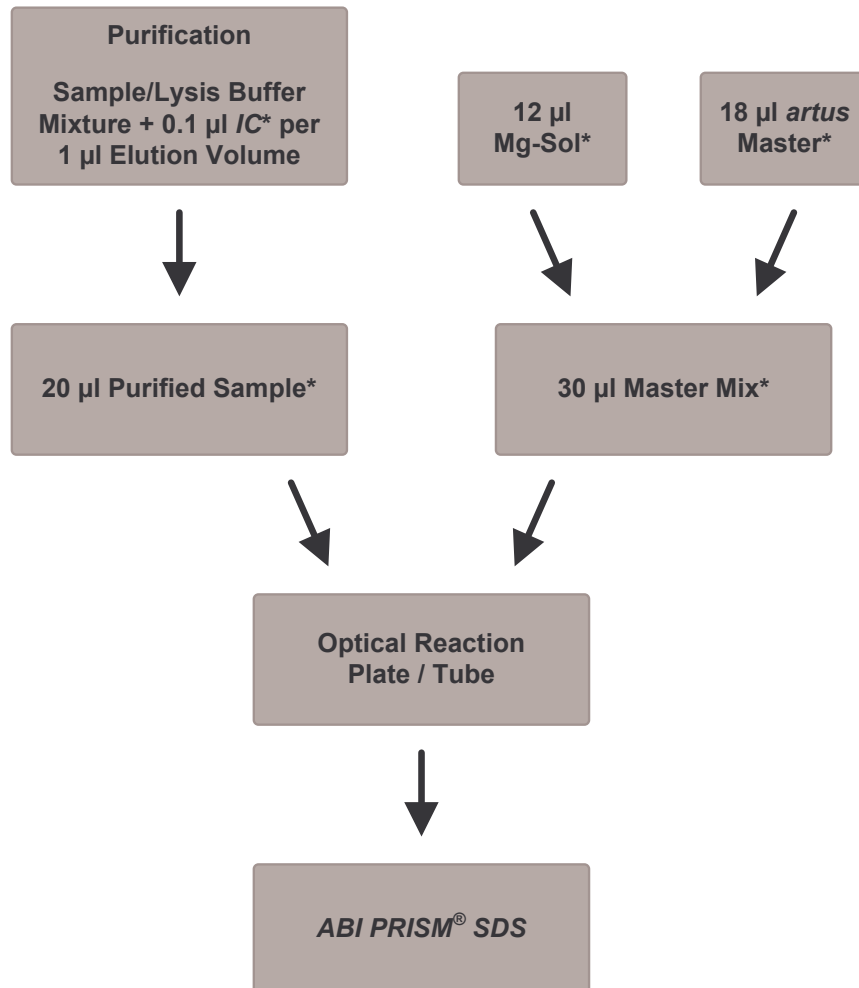 Purification
Sample/Lysis Buffer
Mixture + 0.1 µl IC* per
1 µl Elution Volume
12 µl
Mg-Sol*
18 µl artus
Master*
20 µl Purified Sample*
30 µl Master Mix*
Optical Reaction
Plate / Tube
ABI PRISM® SDS